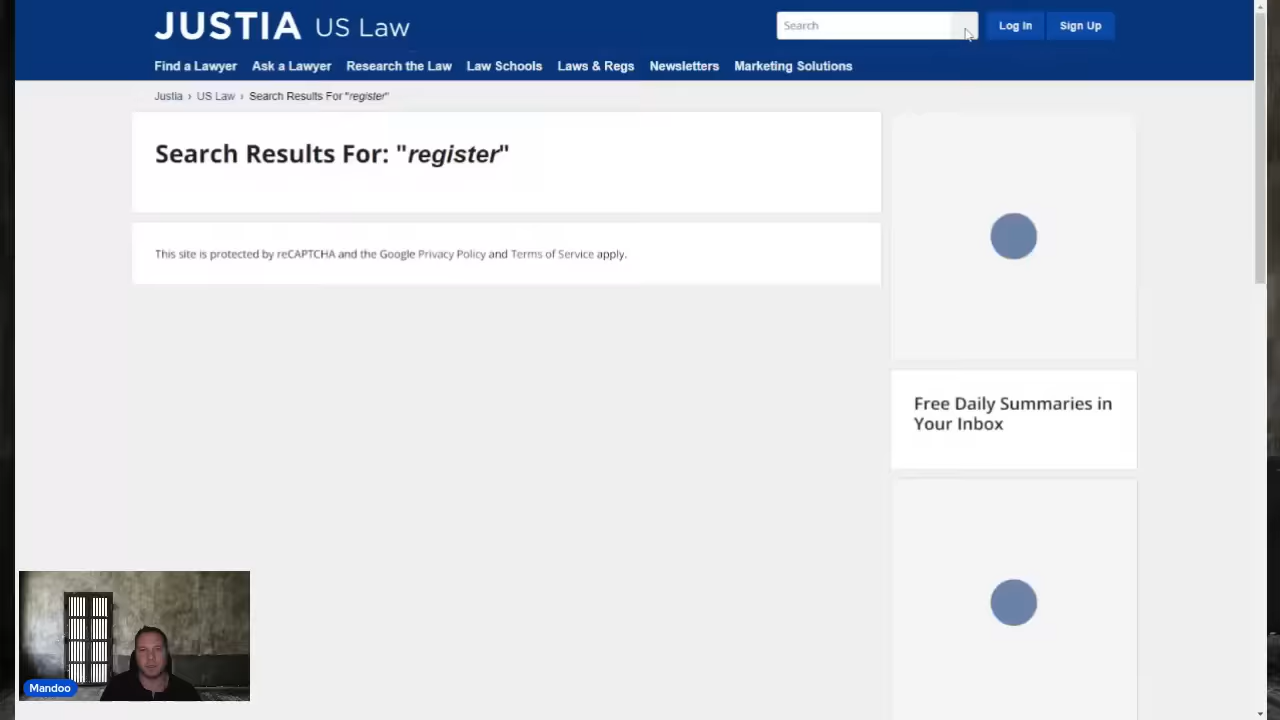 JUSTIA US Law
Search
Log In
Sign Up
Find a Lawyer Ask a Lawyer Research the Law Law Schools Laws & Regs Newsletters Marketing Solutions
Justia › US Law › Search Results For "register"
Search Results For: "register"
This site is protected by reCAPTCHA and the Google Privacy Policy and Terms of Service apply.
Free Daily Summaries in
Your Inbox
Mandoo